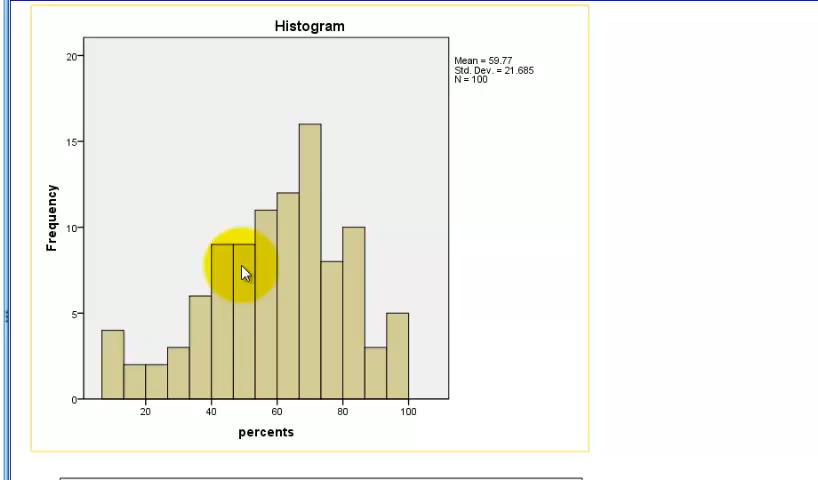 Histogram
Mean = 59.77
Std. Dev. = 21.685
N = 100
20
15
10
5
0
Frequency
20 40 60 80 100
percents